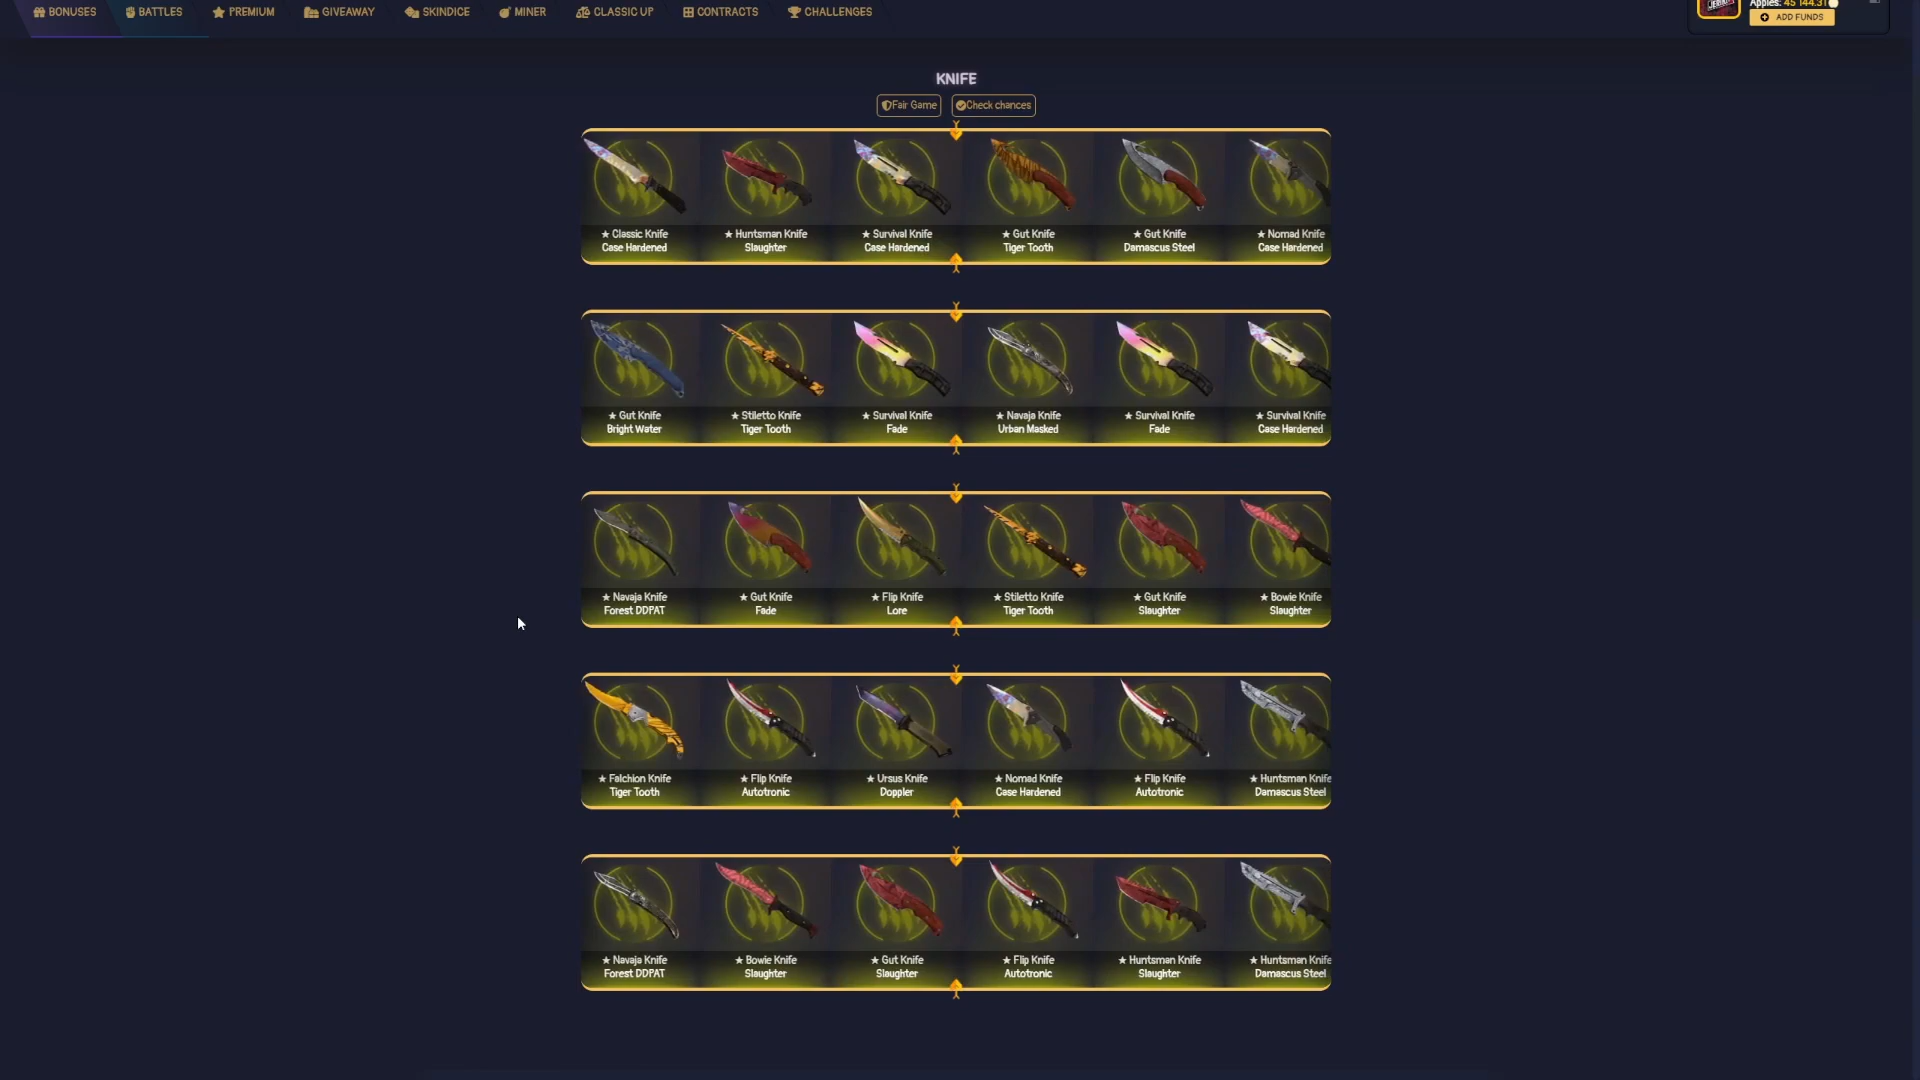 BONUSES BATTLES PREMIUM GIVEAWAY SKINDICE MINER CLASSIC UP CONTRACTS CHALLENGES
Apples: 45 144.31
ADD FUNDS
KNIFE
Fair Game Check chances
★ Classic Knife ★ Huntsman Knife ★ Survival Knife ★ Gut Knife ★ Gut Knife ★ Nomad Knife
Case Hardened Slaughter Case Hardened Tiger Tooth Damascus Steel Case Hardened
★ Gut Knife ★ Stiletto Knife ★ Survival Knife ★ Navaja Knife ★ Survival Knife ★ Survival Knife
Bright Water Tiger Tooth Fade Urban Masked Fade Case Hardened
★ Navaja Knife ★ Gut Knife ★ Flip Knife ★ Stiletto Knife ★ Gut Knife ★ Bowie Knife
Forest DDPAT Fade Lore Tiger Tooth Slaughter Slaughter
★ Falchion Knife ★ Flip Knife ★ Ursus Knife ★ Nomad Knife ★ Flip Knife ★ Huntsman Knife
Tiger Tooth Autotronic Doppler Case Hardened Autotronic Damascus Steel
★ Navaja Knife ★ Bowie Knife ★ Gut Knife ★ Flip Knife ★ Huntsman Knife ★ Huntsman Knife
Forest DDPAT Slaughter Slaughter Autotronic Slaughter Damascus Steel